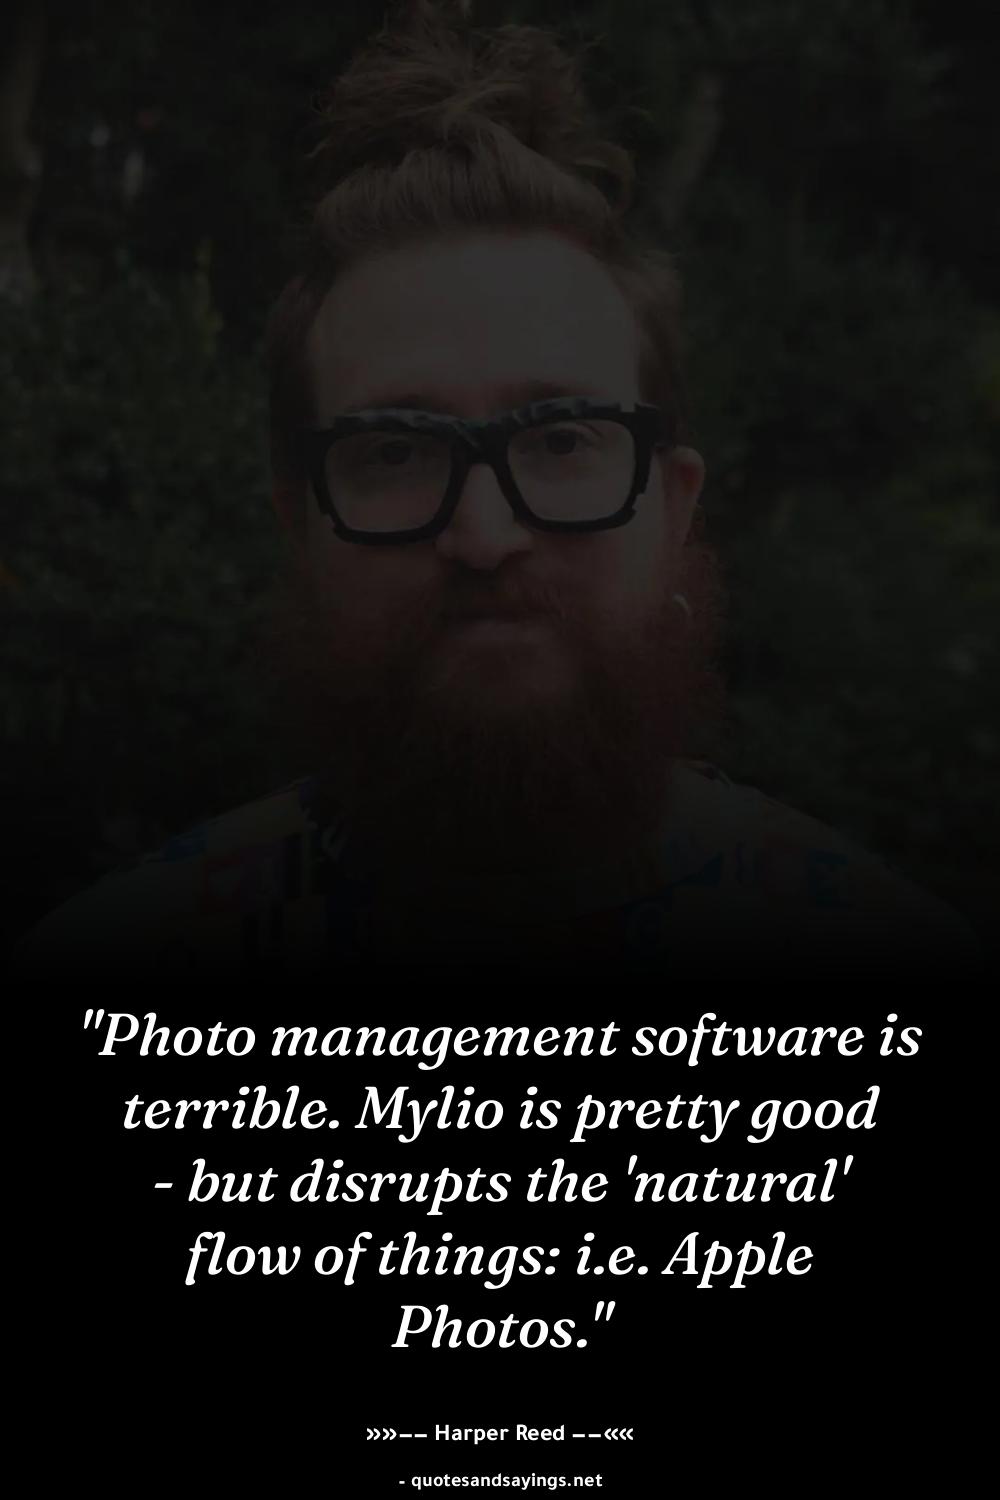 "Photo management software is
terrible. Mylio is pretty good
- but disrupts the 'natural'
flow of things: i.e. Apple
Photos."
»»–– Harper Reed ––««
- quotesandsayings.net